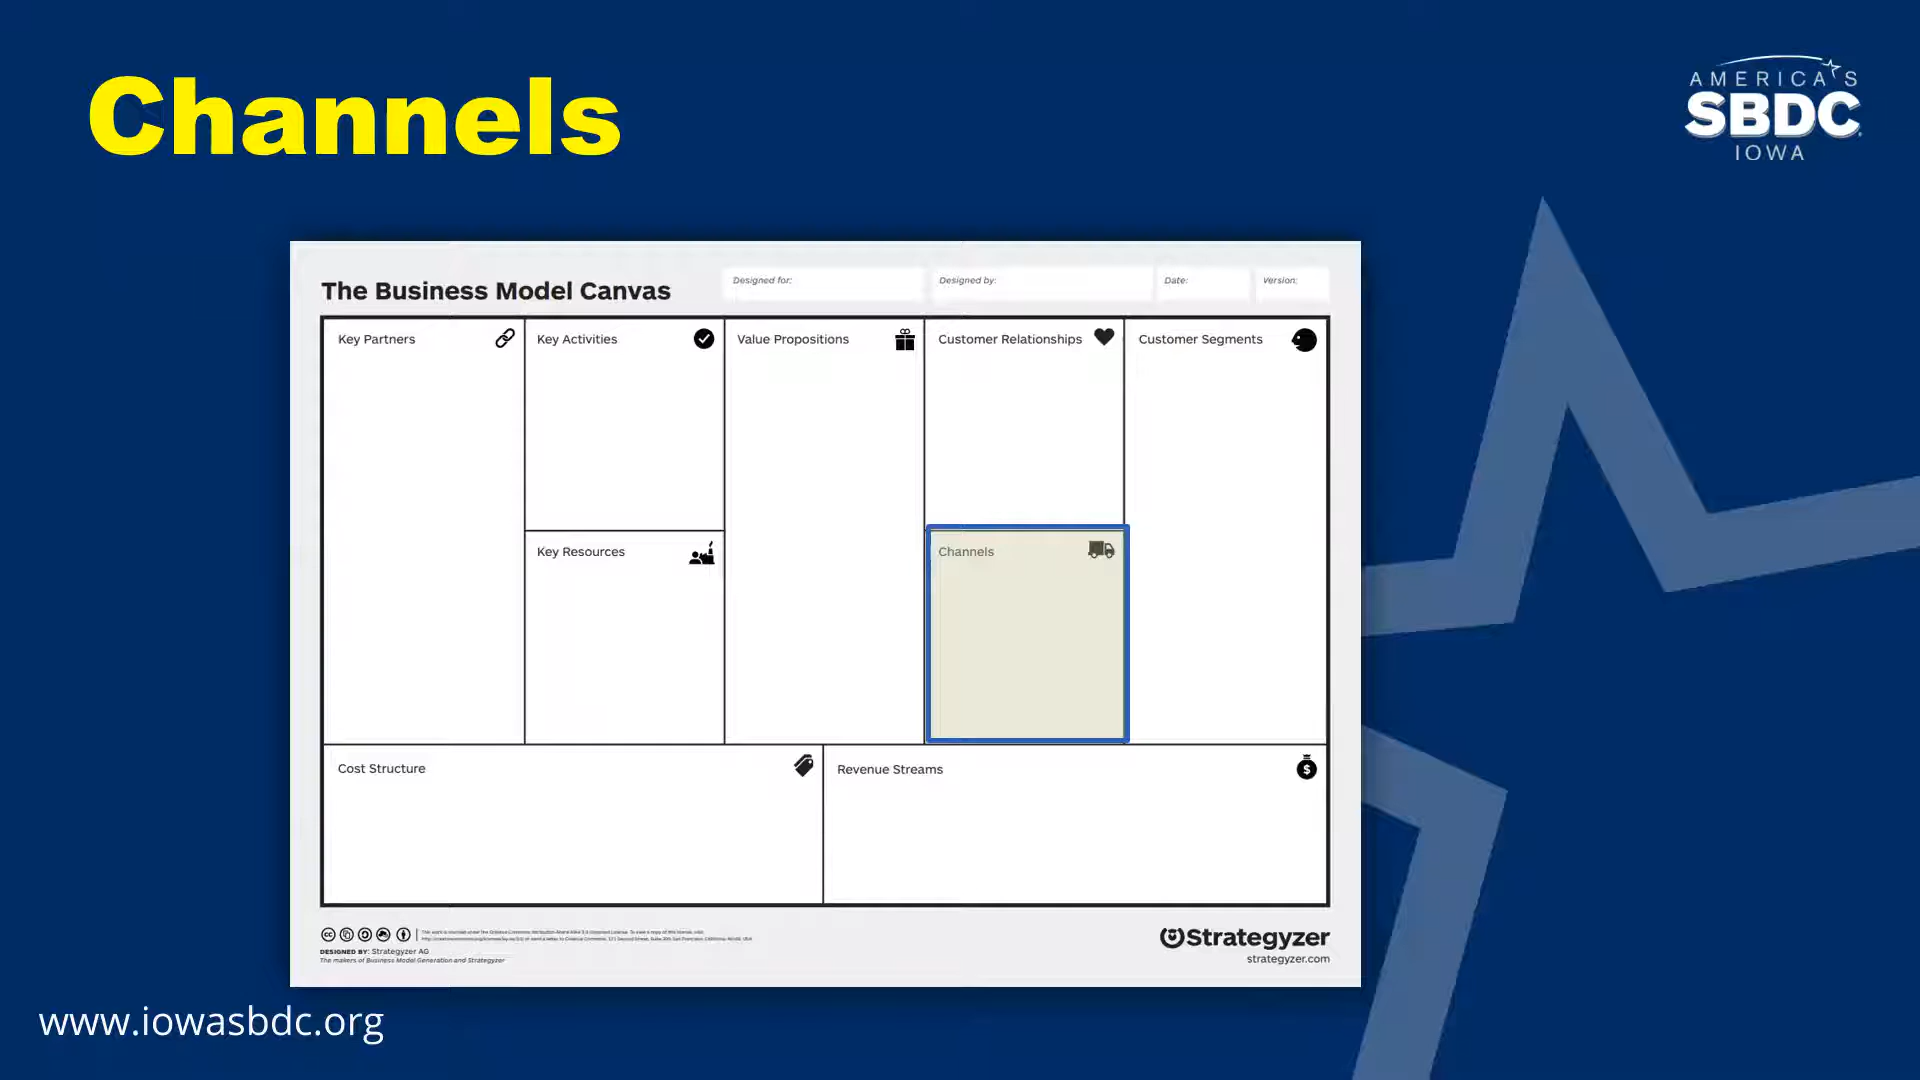 Channels
AMERICA'S
SBDC
IOWA
The Business Model Canvas
Designed for:
Designed by:
Date:
Version:
Key Partners
Key Activities
Value Propositions
Customer Relationships
Customer Segments
Key Resources
Channels
Cost Structure
Revenue Streams
DESIGNED BY: Strategyzer AG
The makers of Business Model Generation and Strategyzer
Strategyzer
strategyzer.com
www.iowasbdc.org